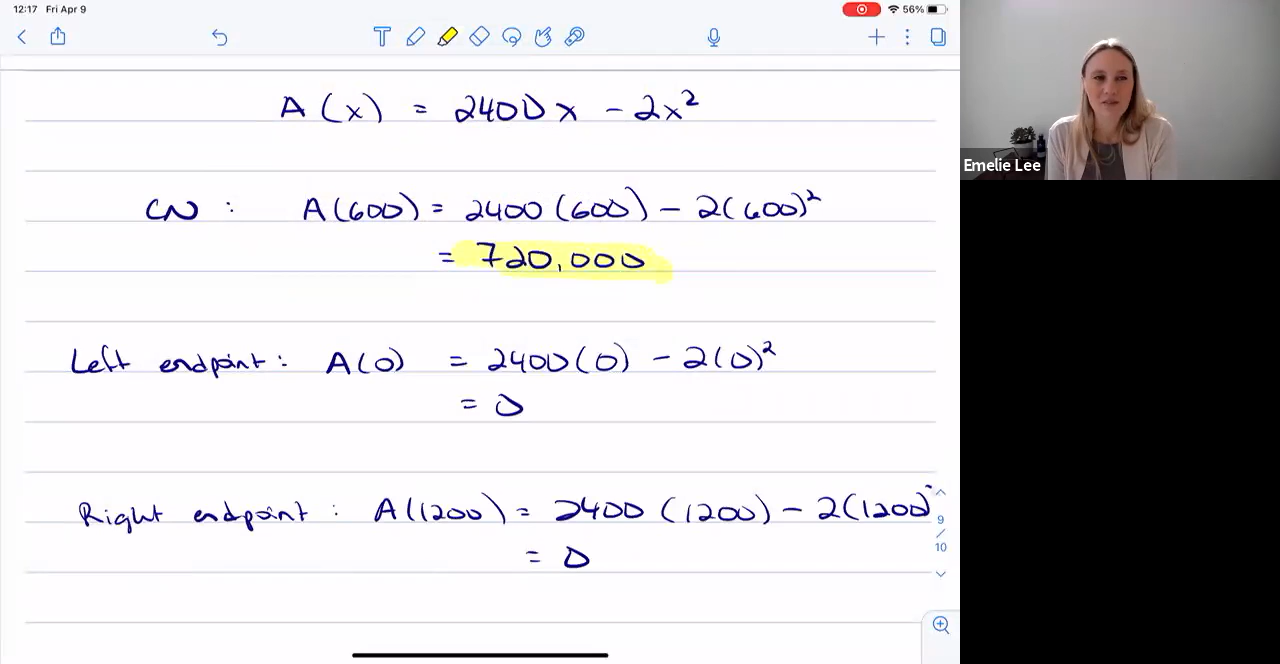 12:17 Fri Apr 9
56%
A(x) = 2400x - 2x²
CN : A(600) = 2400(600) - 2(600)²
= 720,000
Left endpoint : A(0) = 2400(0) - 2(0)²
= 0
Right endpoint : A(1200) = 2400(1200) - 2(1200)
= 0
9
/
10
Emelie Lee